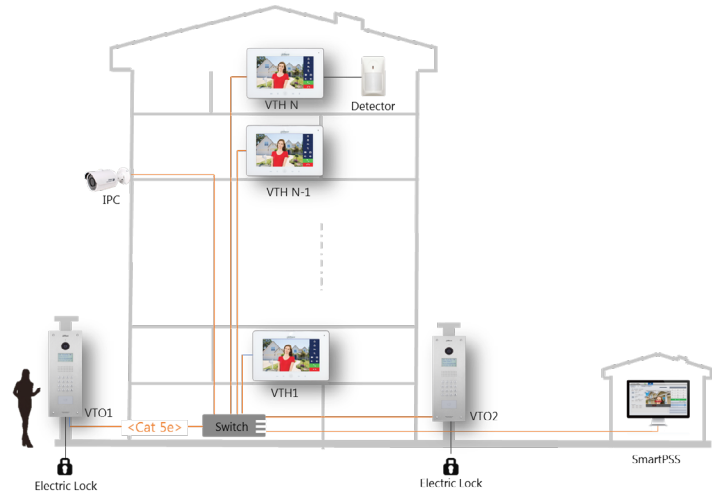 VTH N
Detector
VTH N-1
IPC
VTH1
VTO1
<Cat 5e>
Switch
VTO2
SmartPSS
Electric Lock
Electric Lock